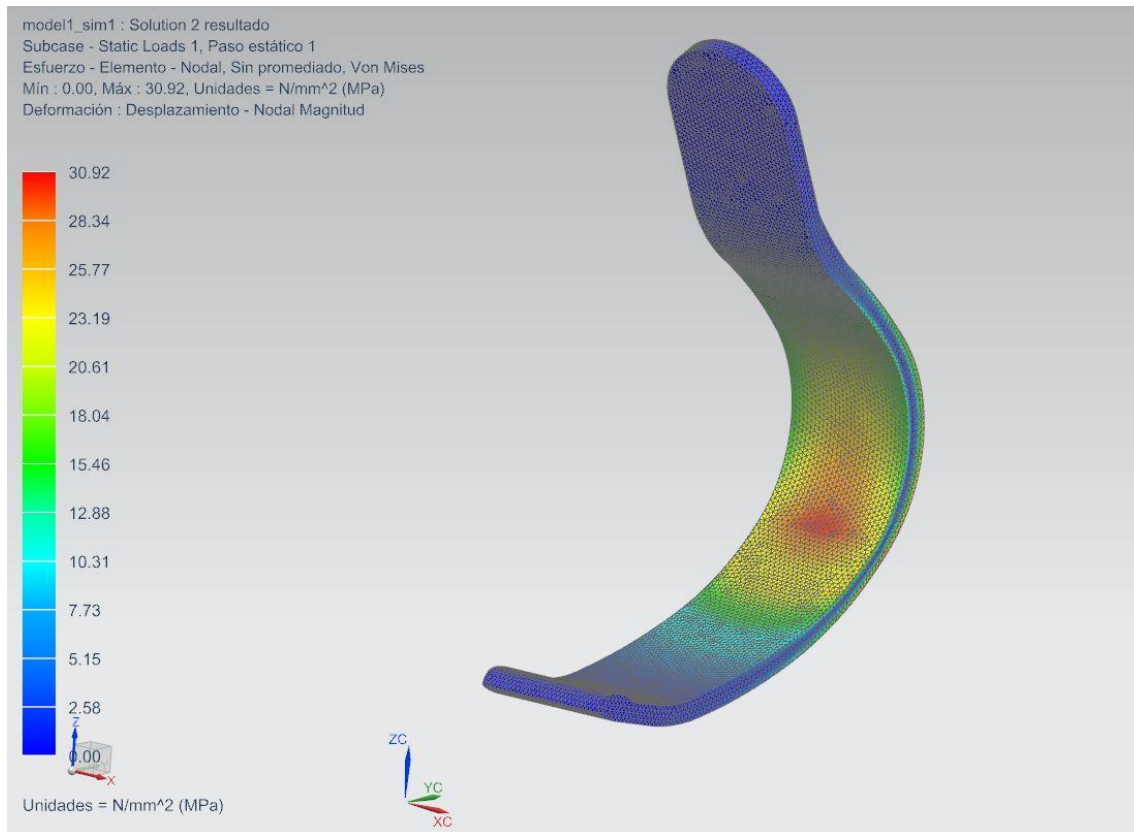 model1_sim1 : Solution 2 resultado
Subcase - Static Loads 1, Paso estático 1
Esfuerzo - Elemento - Nodal, Sin promediado, Von Mises
Mín : 0.00, Máx : 30.92, Unidades = N/mm^2 (MPa)
Deformación : Desplazamiento - Nodal Magnitud
30.92
28.34
25.77
23.19
20.61
18.04
15.46
12.88
10.31
7.73
5.15
2.58
0.00
Z
Y
X
ZC
YC
XC
Unidades = N/mm^2 (MPa)